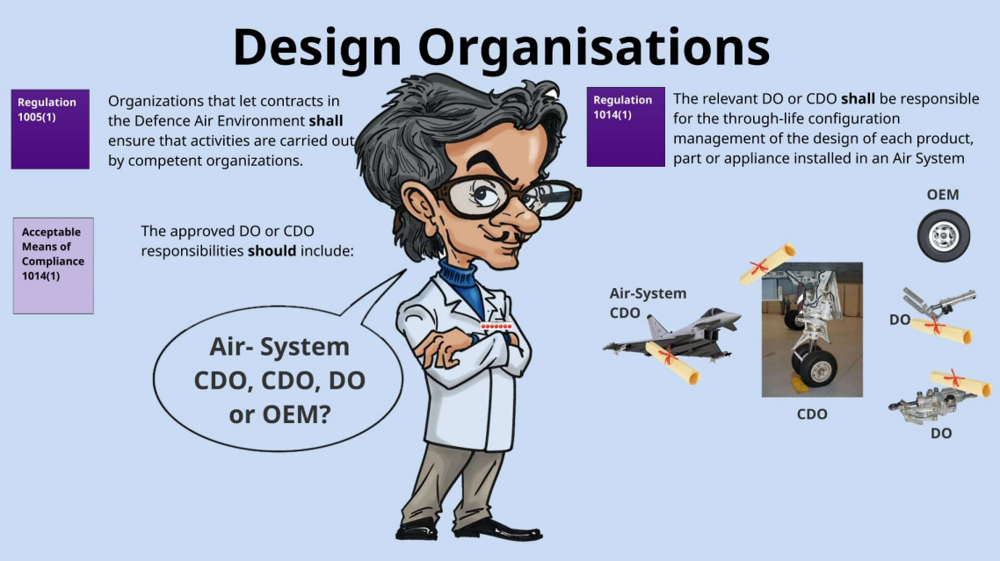 Design Organisations
Regulation
1005(1)
Organizations that let contracts in
the Defence Air Environment shall
ensure that activities are carried out
by competent organizations.
Regulation
1014(1)
The relevant DO or CDO shall be responsible
for the through-life configuration
management of the design of each product,
part or appliance installed in an Air System
Acceptable
Means of
Compliance
1014(1)
The approved DO or CDO
responsibilities should include:
Air- System
CDO, CDO, DO
or OEM?
OEM
Air-System
CDO
DO
CDO
DO